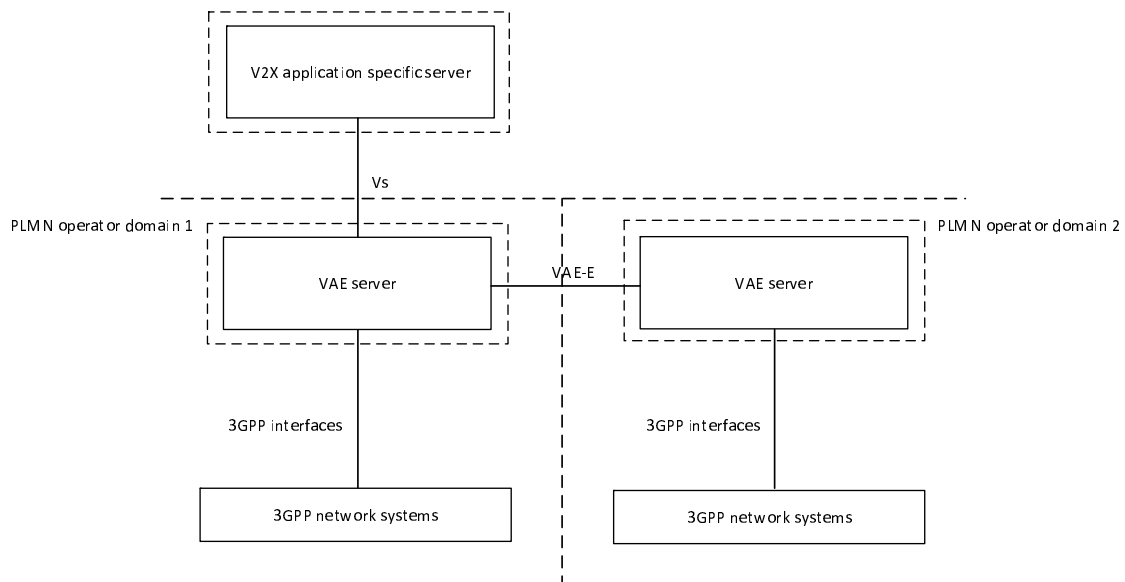 V2X application specific server
Vs
PLMN operator domain 1
PLMN operator domain 2
VAE-E
VAE server
VAE server
3GPP interfaces
3GPP interfaces
3GPP network systems
3GPP network systems